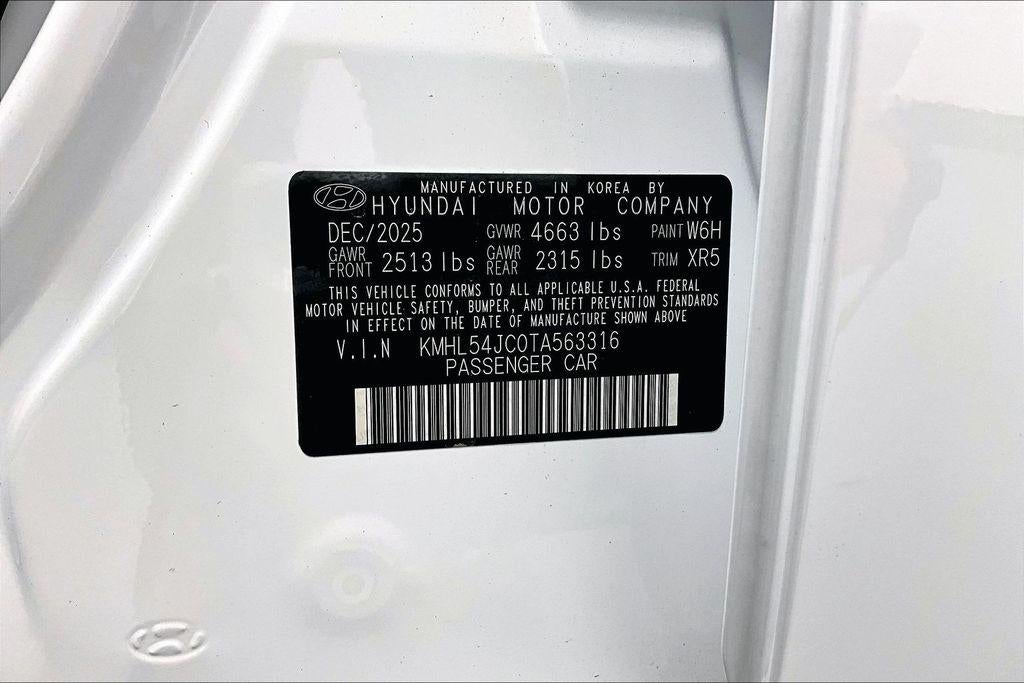 MANUFACTURED IN KOREA BY
HYUNDAI MOTOR COMPANY
DEC/2025 GVWR 4663 lbs PAINT W6H
GAWR FRONT 2513 lbs GAWR REAR 2315 lbs TRIM XR5
THIS VEHICLE CONFORMS TO ALL APPLICABLE U.S.A. FEDERAL
MOTOR VEHICLE SAFETY, BUMPER, AND THEFT PREVENTION STANDARDS
IN EFFECT ON THE DATE OF MANUFACTURE SHOWN ABOVE
V.I.N KMHL54JC0TA563316
PASSENGER CAR